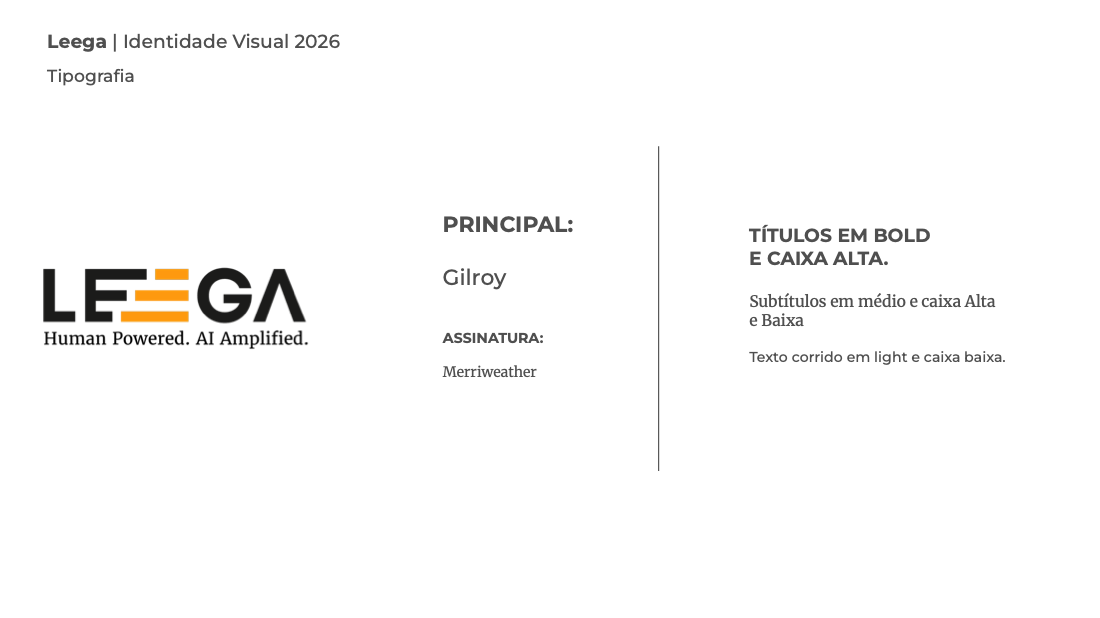 Leega | Identidade Visual 2026
Tipografia
LEEGA
Human Powered. AI Amplified.
PRINCIPAL:
Gilroy
ASSINATURA:
Merriweather
TÍTULOS EM BOLD
E CAIXA ALTA.
Subtítulos em médio e caixa Alta
e Baixa
Texto corrido em light e caixa baixa.